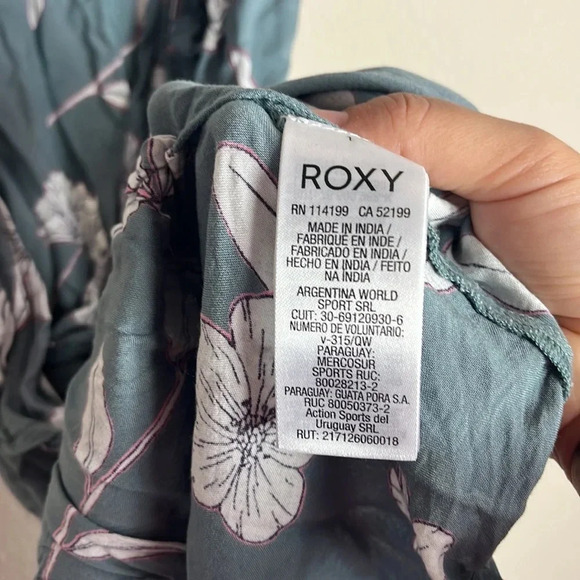 ROXY
RN 114199 CA 52199
MADE IN INDIA /
FABRIQUÉ EN INDE /
FABRICADO EN INDIA /
HECHO EN INDIA / FEITO
NA INDIA
ARGENTINA WORLD
SPORT SRL
CUIT: 30-69120930-6
NUMERO DE VOLUNTARIO:
v-315/QW
PARAGUAY:
MERCOSUR
SPORTS RUC:
80028213-2
PARAGUAY: GUATA PORA S.A.
RUC 80050373-2
Action Sports del
Uruguay SRL
RUT: 217126060018